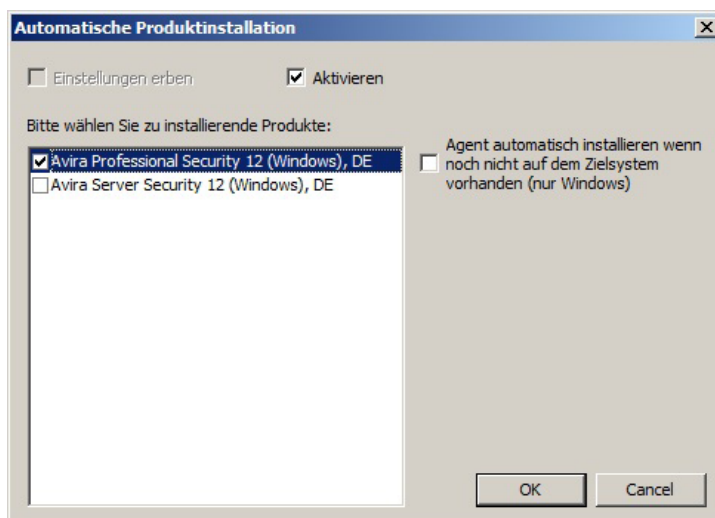 Automatische Produktinstallation
Einstellungen erben
Aktivieren
Bitte wählen Sie zu installierende Produkte:
Avira Professional Security 12 (Windows), DE
Avira Server Security 12 (Windows), DE
Agent automatisch installieren wenn
noch nicht auf dem Zielsystem
vorhanden (nur Windows)
OK
Cancel